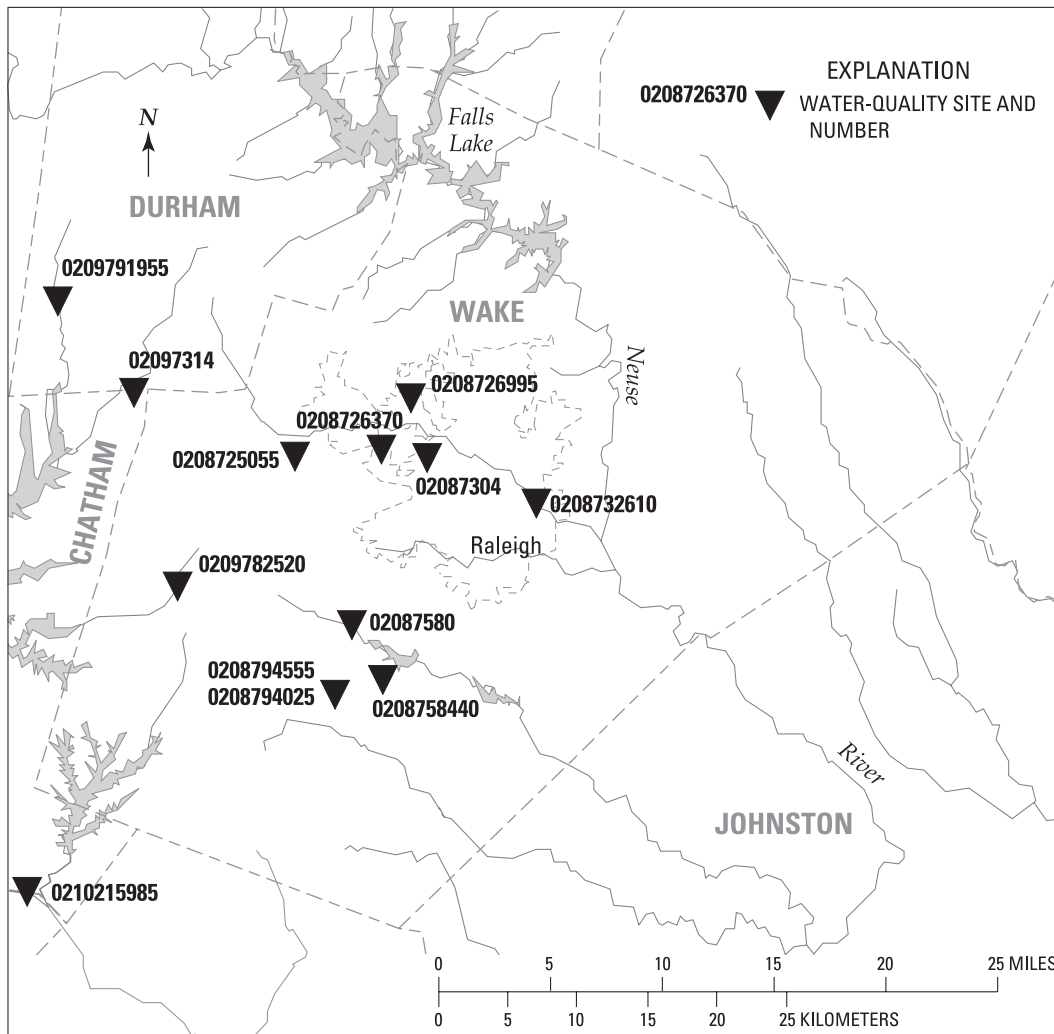 EXPLANATION
0208726370
WATER-QUALITY SITE AND
NUMBER
Falls
Lake
N
DURHAM
0209791955
WAKE
02097314
Neuse
0208726995
0208726370
0208725055
CHATHAM
02087304
0208732610
Raleigh
0209782520
02087580
0208794555
0208794025
0208758440
River
JOHNSTON
0210215985
0 5 10 15 20 25 MILES
0 5 10 15 20 25 KILOMETERS